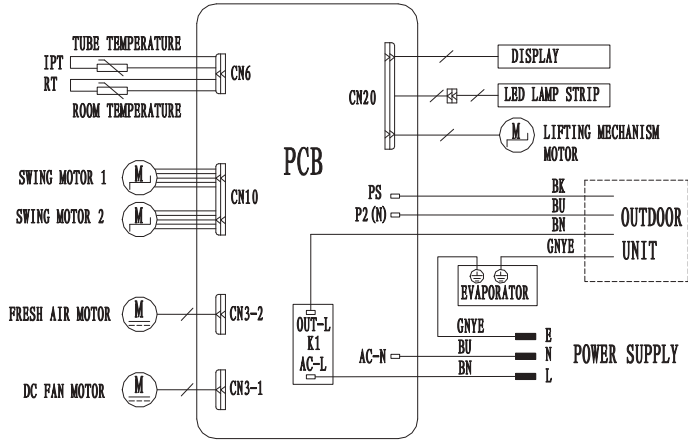 TUBE TEMPERATURE
IPT
RT
ROOM TEMPERATURE
CN6
CN20
DISPLAY
LED LAMP STRIP
M
LIFTING MECHANISM
MOTOR
PCB
SWING MOTOR 1
M
SWING MOTOR 2
M
CN10
PS
P2(N)
BK
BU
BN
GNYE
OUTDOOR
UNIT
EVAPORATOR
FRESH AIR MOTOR
M
CN3-2
DC FAN MOTOR
M
CN3-1
OUT-L
K1
AC-L
AC-N
GNYE
BU
BN
E
N
L
POWER SUPPLY